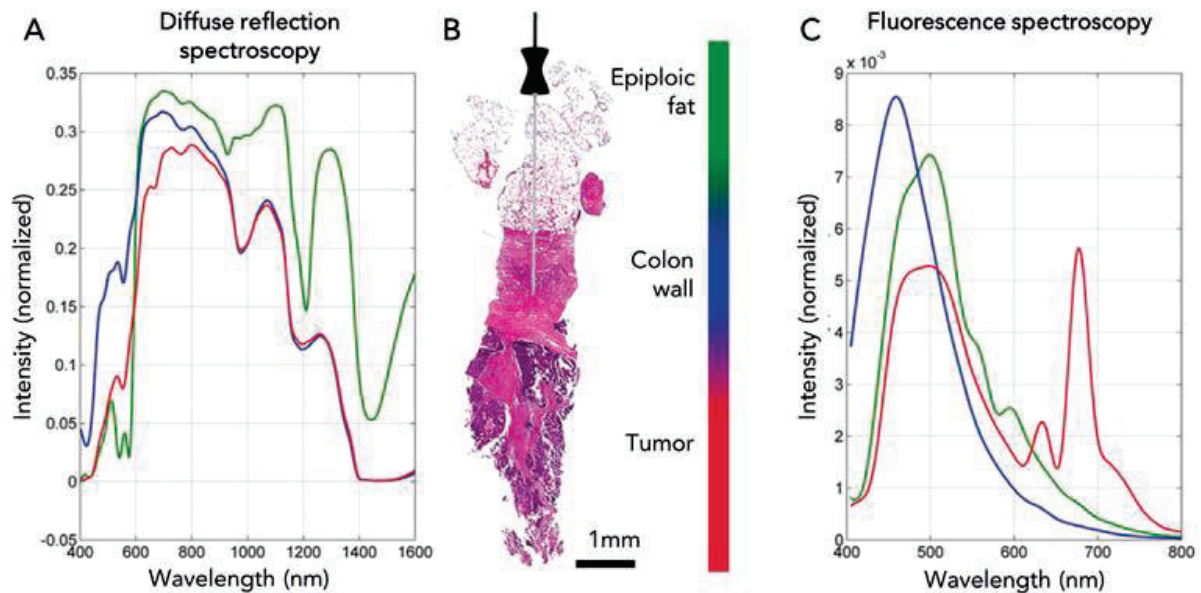 A
Diffuse reflection
spectroscopy
Intensity (normalized)
0.35
0.3
0.25
0.2
0.15
0.1
0.05
0
-0.05
400 600 800 1000 1200 1400 1600
Wavelength (nm)
B
Epiploic
fat
Colon
wall
Tumor
1mm
C
Fluorescence spectroscopy
x 10⁻³
Intensity (normalized)
9
8
7
6
5
4
3
2
1
0
400 500 600 700 800
Wavelength (nm)